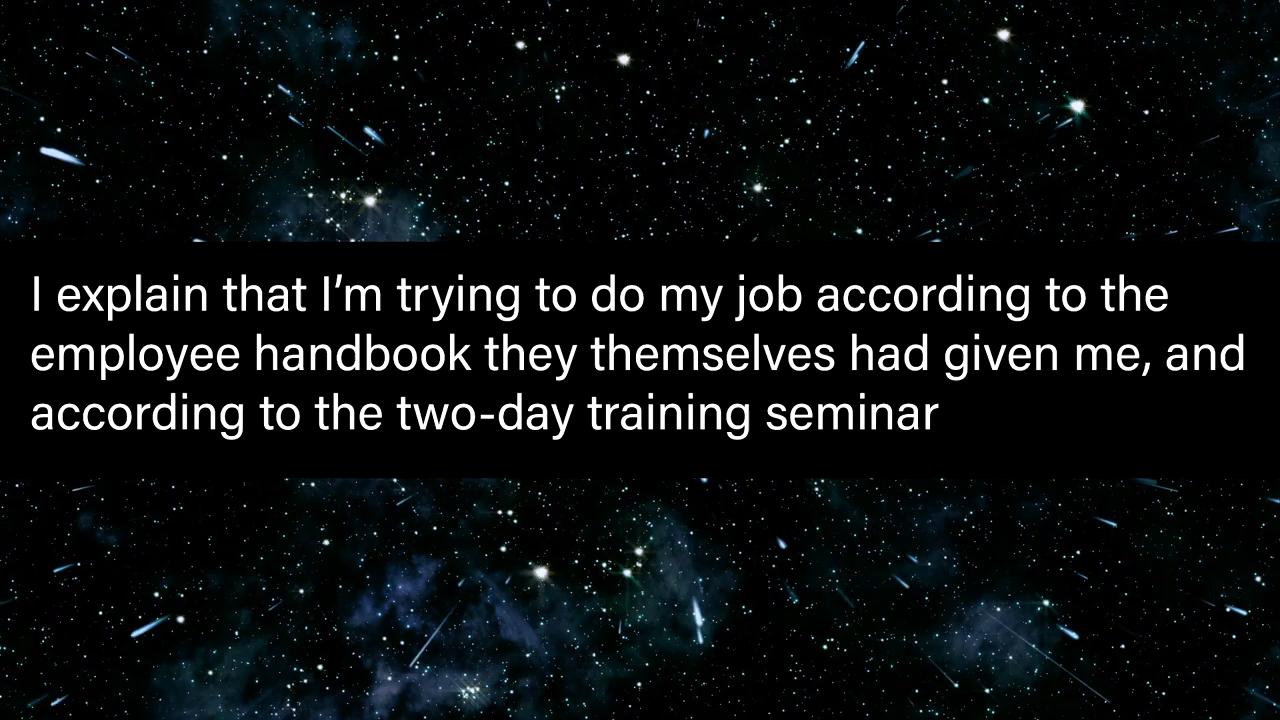 I explain that I’m trying to do my job according to the
employee handbook they themselves had given me, and
according to the two-day training seminar